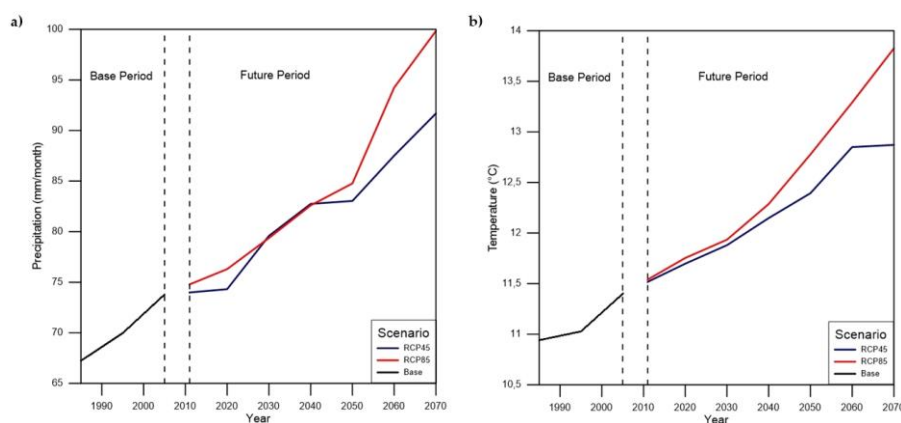 a)
100
95
90
85
80
75
70
65
Precipitation (mm/month)
Base Period
Future Period
Scenario
RCP45
RCP85
Base
1990 2000 2010 2020 2030 2040 2050 2060 2070
Year
b)
14
13,5
13
12,5
12
11,5
11
10,5
Temperature (°C)
Base Period
Future Period
Scenario
RCP45
RCP85
Base
1990 2000 2010 2020 2030 2040 2050 2060 2070
Year